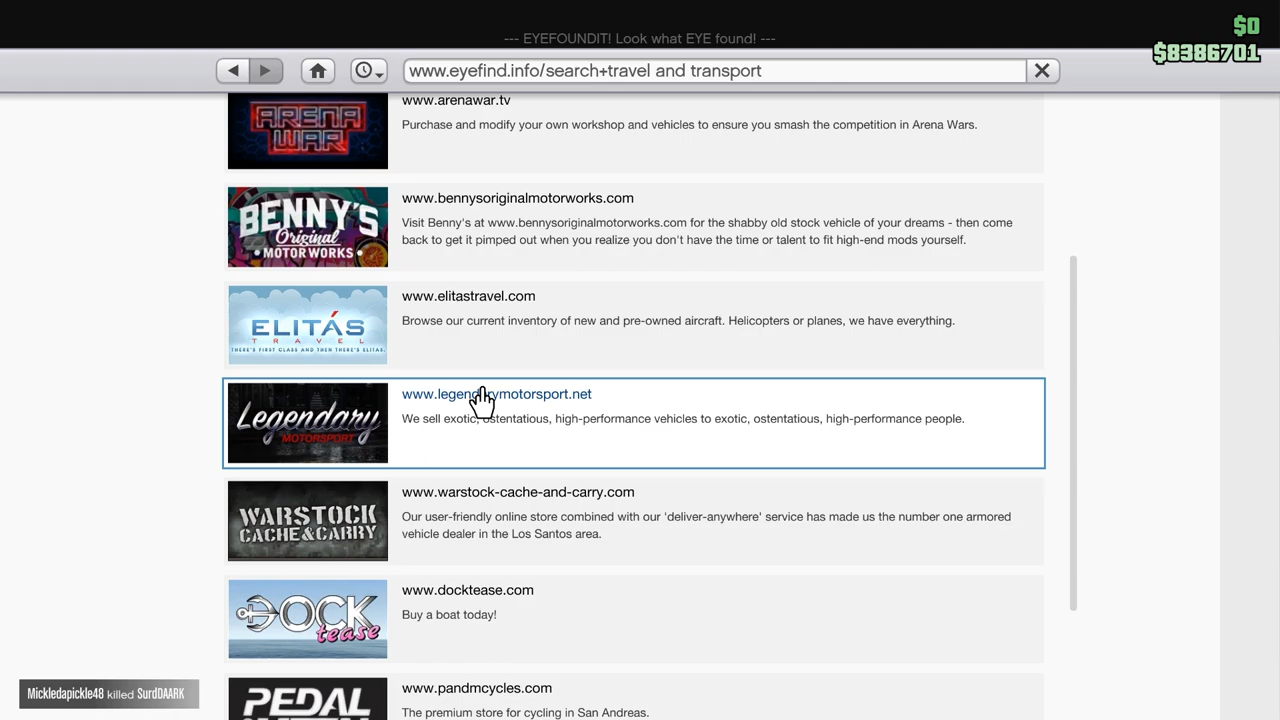 $0
$8386701
--- EYEFOUNDIT! Look what EYE found! ---
www.eyefind.info/search+travel and transport
ARENA
WAR
www.arenawar.tv
Purchase and modify your own workshop and vehicles to ensure you smash the competition in Arena Wars.
BENNY'S
Original
•MOTOR WORKS•
www.bennysoriginalmotorworks.com
Visit Benny's at www.bennysoriginalmotorworks.com for the shabby old stock vehicle of your dreams - then come
back to get it pimped out when you realize you don't have the time or talent to fit high-end mods yourself.
ELITÁS
TRAVEL
THERE'S FIRST CLASS AND THEN THERE'S ELITÁS.
www.elitastravel.com
Browse our current inventory of new and pre-owned aircraft. Helicopters or planes, we have everything.
Legendary
MOTORSPORT
www.legendarymotorsport.net
We sell exotic, ostentatious, high-performance vehicles to exotic, ostentatious, high-performance people.
WARSTOCK
CACHE&CARRY
www.warstock-cache-and-carry.com
Our user-friendly online store combined with our 'deliver-anywhere' service has made us the number one armored
vehicle dealer in the Los Santos area.
DOCK
tease
www.docktease.com
Buy a boat today!
PEDAL
www.pandmcycles.com
The premium store for cycling in San Andreas.
Mickledapickle48 killed SurdDAARK